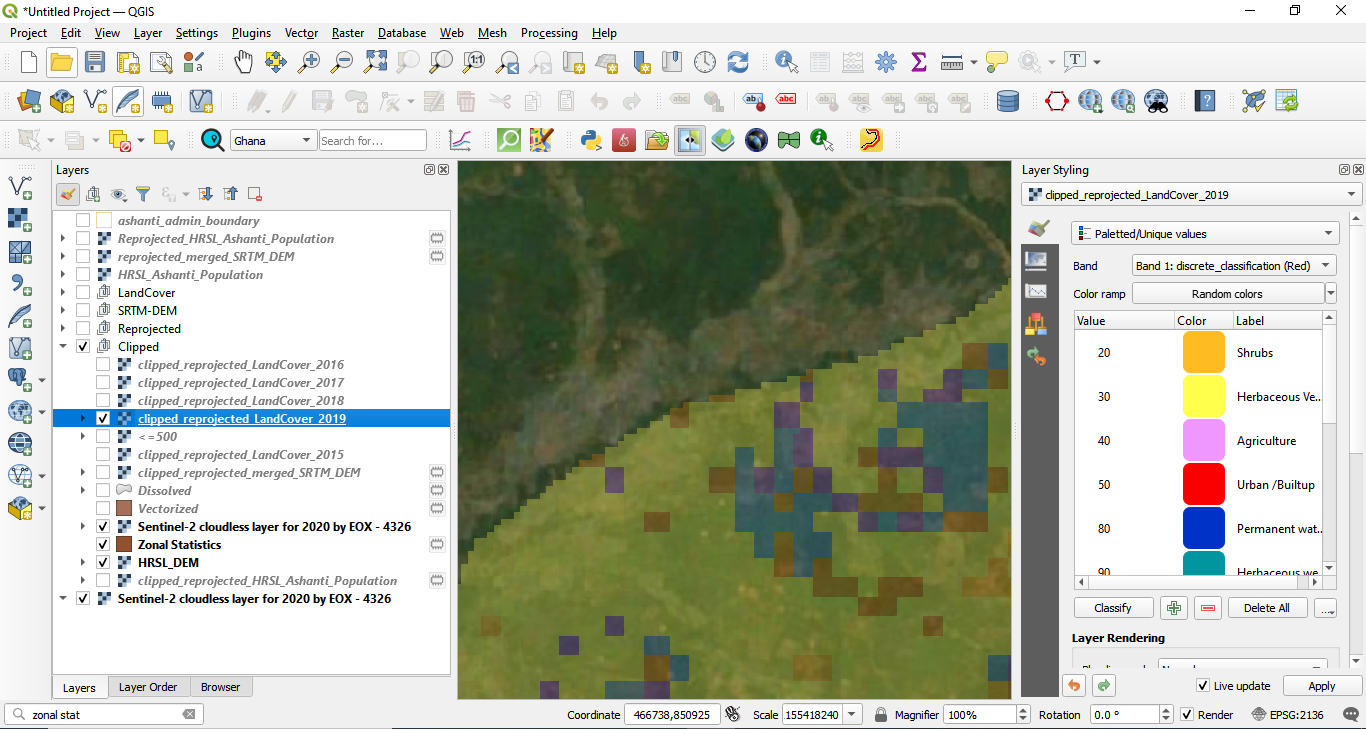 *Untitled Project — QGIS
Project Edit View Layer Settings Plugins Vector Raster Database Web Mesh Processing Help
Ghana Search for...
Layers
ashanti_admin_boundary
Reprojected_HRSL_Ashanti_Population
reprojected_merged_SRTM_DEM
HRSL_Ashanti_Population
LandCover
SRTM-DEM
Reprojected
Clipped
clipped_reprojected_LandCover_2016
clipped_reprojected_LandCover_2017
clipped_reprojected_LandCover_2018
clipped_reprojected_LandCover_2019
<=500
clipped_reprojected_LandCover_2015
clipped_reprojected_merged_SRTM_DEM
Dissolved
Vectorized
Sentinel-2 cloudless layer for 2020 by EOX - 4326
Zonal Statistics
HRSL_DEM
clipped_reprojected_HRSL_Ashanti_Population
Sentinel-2 cloudless layer for 2020 by EOX - 4326
Layers Layer Order Browser
Layer Styling
clipped_reprojected_LandCover_2019
Paletted/Unique values
Band Band 1: discrete_classification (Red)
Color ramp Random colors
Value Color Label
20 Shrubs
30 Herbaceous Ve...
40 Agriculture
50 Urban /Builtup
80 Permanent wat...
90 Herbaceous we
Classify Delete All ...
Layer Rendering
Live update Apply
zonal stat Coordinate 466738,850925 Scale 155418240 Magnifier 100% Rotation 0.0 ° Render EPSG:2136